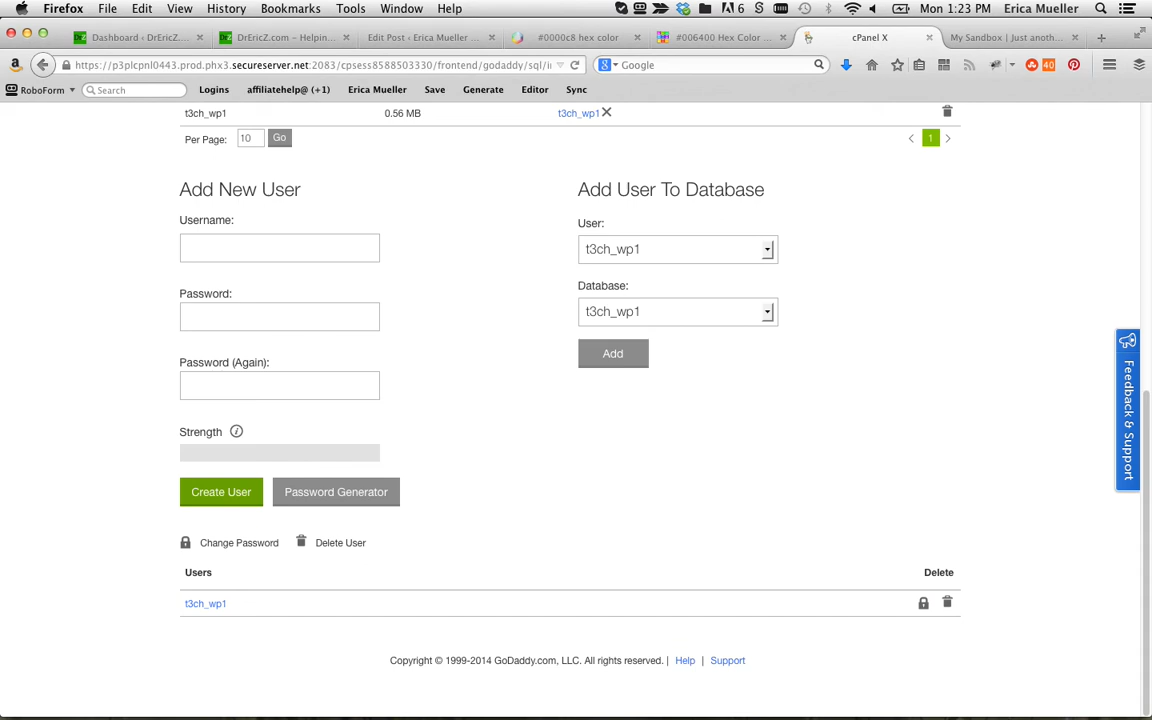 Firefox File Edit View History Bookmarks Tools Window Help 6 Mon 1:23 PM Erica Mueller
DrZ Dashboard ‹ DrEricZ.... × DrZ DrEricZ.com – Helpin... × Edit Post ‹ Erica Mueller ... × #0000c8 hex color × #006400 Hex Color ... × cPanel X × My Sandbox | Just anoth... × +
https://p3plcpnl0443.prod.phx3.secureserver.net:2083/cpsess8588503330/frontend/godaddy/sql/i Google 40
RoboForm Search Logins affiliatehelp@ (+1) Erica Mueller Save Generate Editor Sync
t3ch_wp1 0.56 MB t3ch_wp1
Per Page: 10 Go 1
Add New User
Add User To Database
Username:
User:
t3ch_wp1
Password:
Database:
t3ch_wp1
Add
Password (Again):
Strength
Create User Password Generator
Change Password Delete User
Users Delete
t3ch_wp1
Feedback & Support
Copyright © 1999-2014 GoDaddy.com, LLC. All rights reserved. | Help | Support